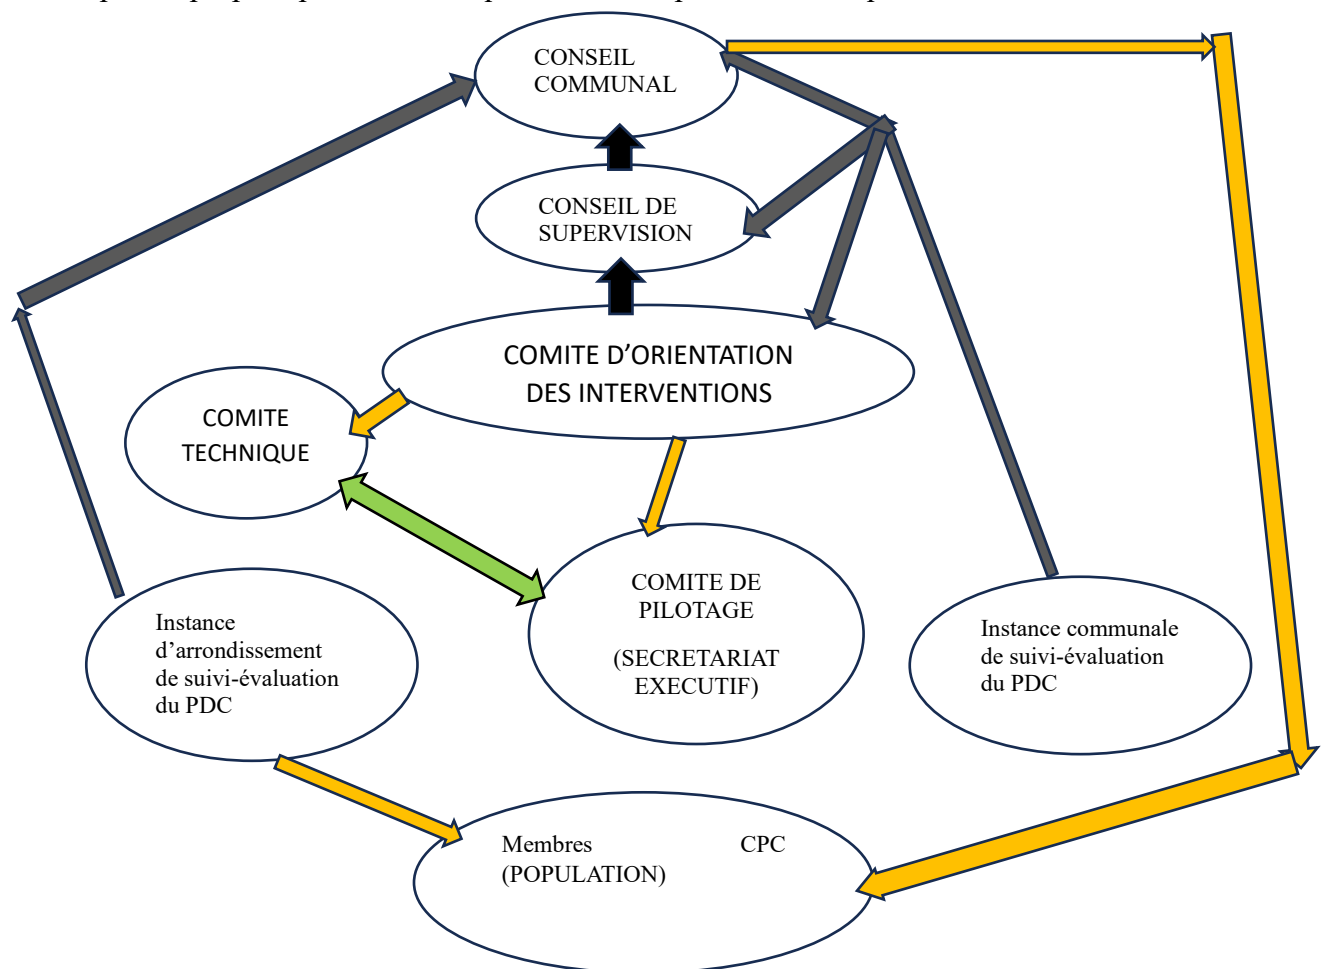 CONSEIL
COMMUNAL
CONSEIL DE
SUPERVISION
COMITE D'ORIENTATION
DES INTERVENTIONS
COMITE
TECHNIQUE
COMITE DE
PILOTAGE
(SECRETARIAT
EXECUTIF)
Instance
d'arrondissement
de suivi-évaluation
du PDC
Instance communale
de suivi-évaluation
du PDC
Membres CPC
(POPULATION)